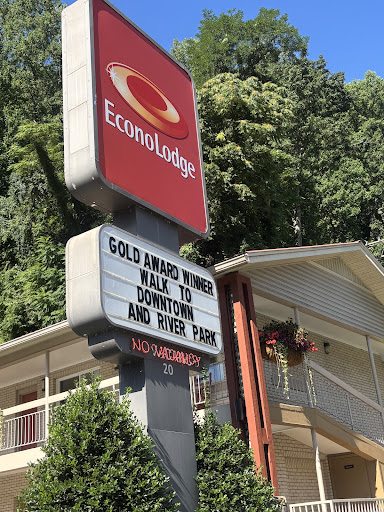 EconoLodge
GOLD AWARD WINNER
WALK TO
DOWNTOWN
AND RIVER PARK
NO VACANCY
20